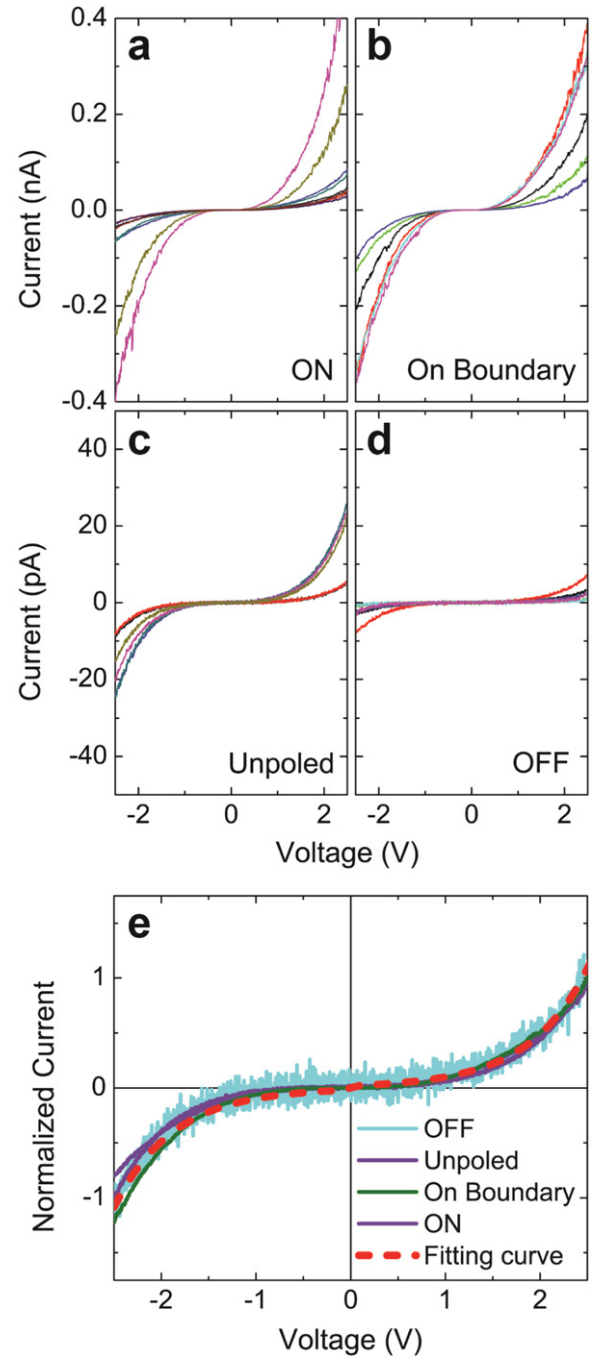 a
b
0.4
0.2
0.0
-0.2
-0.4
Current (nA)
ON
On Boundary
c
d
40
20
0
-20
-40
Current (pA)
Unpoled
OFF
-2 0 2 -2 0 2
Voltage (V)
e
1
0
-1
Normalized Current
OFF
Unpoled
On Boundary
ON
Fitting curve
-2 -1 0 1 2
Voltage (V)